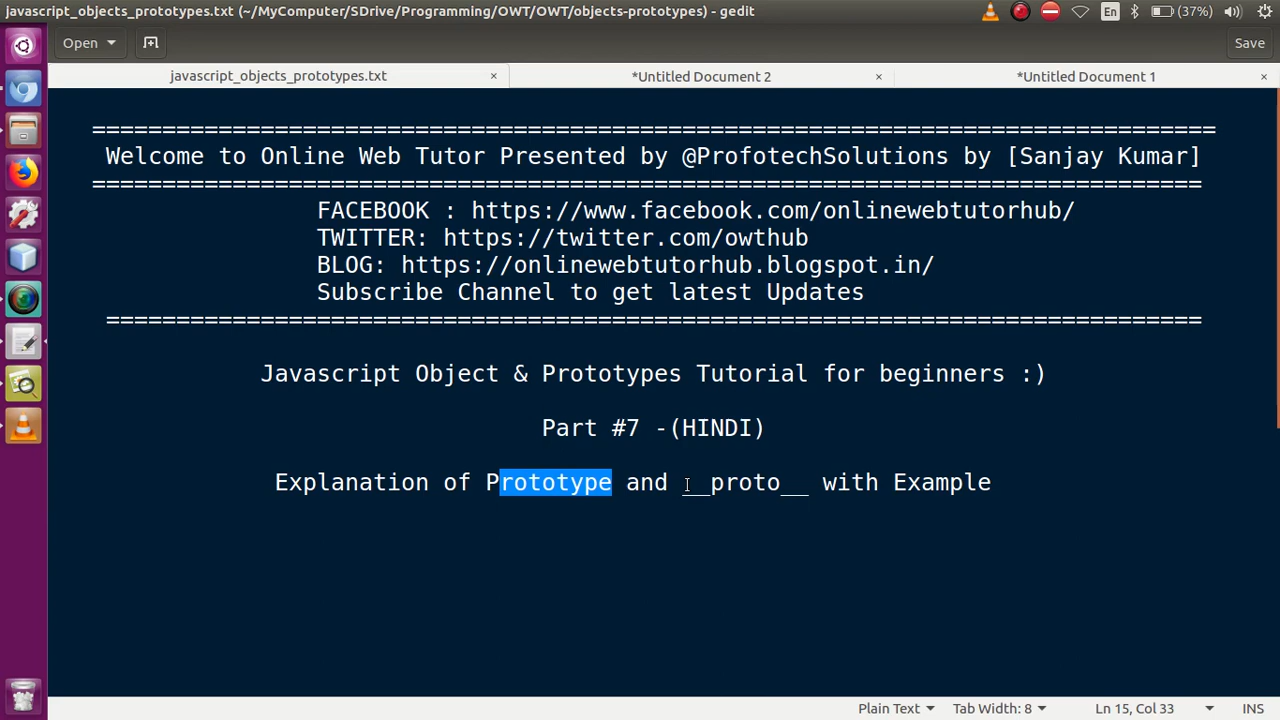 javascript_objects_prototypes.txt (~/MyComputer/SDrive/Programming/OWT/OWT/objects-prototypes) - gedit
En
(37%)
Open
Save
javascript_objects_prototypes.txt ×
*Untitled Document 2 ×
*Untitled Document 1 ×
================================================================================
Welcome to Online Web Tutor Presented by @ProfotechSolutions by [Sanjay Kumar]
===============================================================================
FACEBOOK : https://www.facebook.com/onlinewebtutorhub/
TWITTER: https://twitter.com/owthub
BLOG: https://onlinewebtutorhub.blogspot.in/
Subscribe Channel to get latest Updates
==============================================================================
Javascript Object & Prototypes Tutorial for beginners :)
Part #7 -(HINDI)
Explanation of Prototype and __proto__ with Example
Plain Text
Tab Width: 8
Ln 15, Col 33
INS